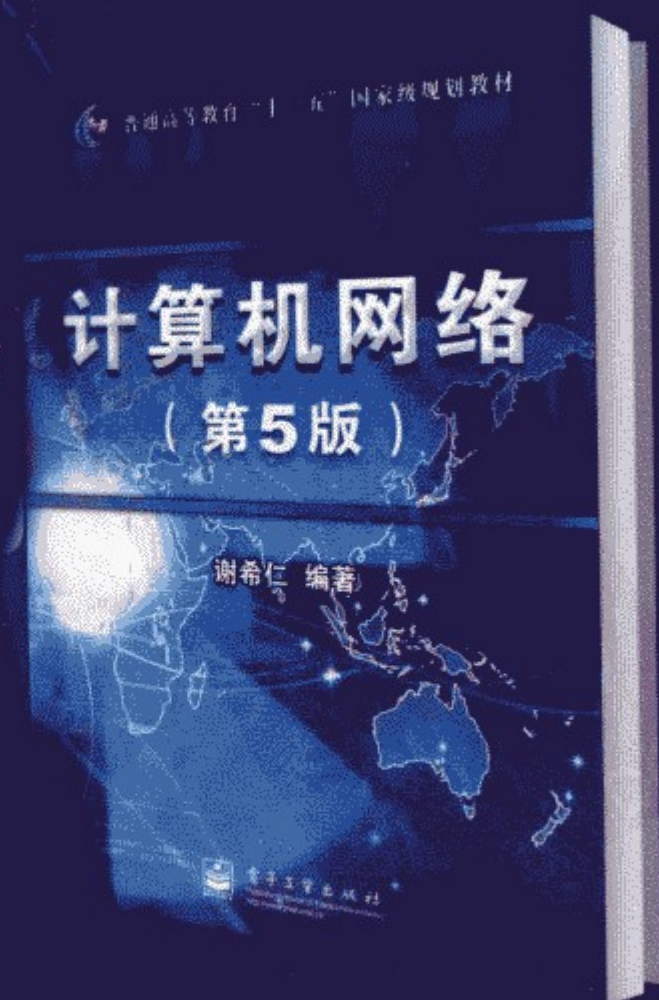 普通高等教育“十一五”国家级规划教材
计算机网络
（第5版）
谢希仁 编著
电子工业出版社